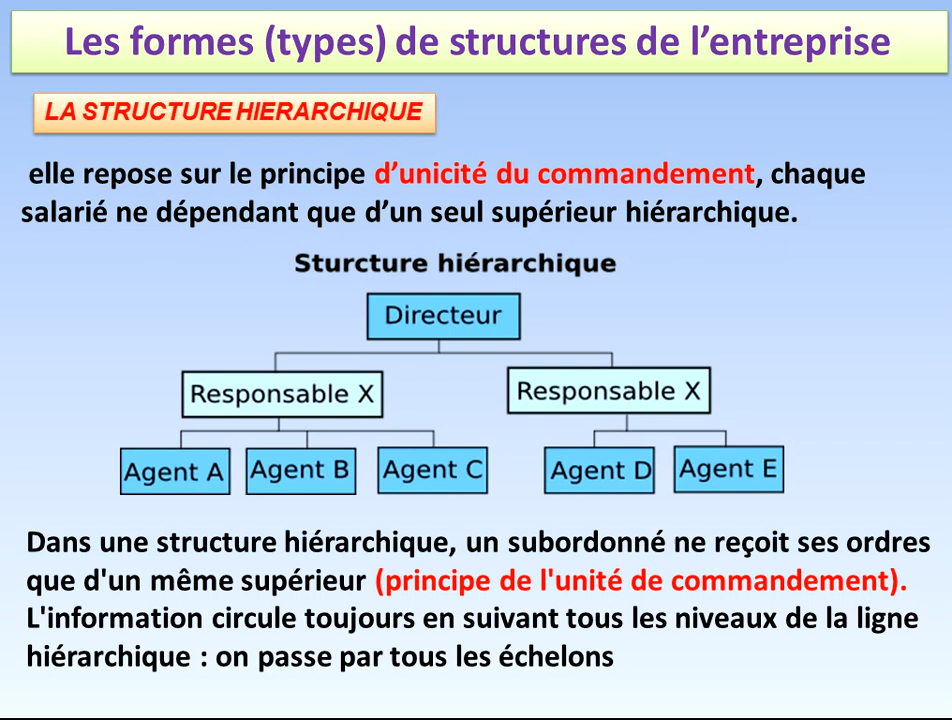 Les formes (types) de structures de l’entreprise
LA STRUCTURE HIERARCHIQUE
elle repose sur le principe d’unicité du commandement, chaque
salarié ne dépendant que d’un seul supérieur hiérarchique.
Sturcture hiérarchique
Directeur
Responsable X
Responsable X
Agent A
Agent B
Agent C
Agent D
Agent E
Dans une structure hiérarchique, un subordonné ne reçoit ses ordres
que d'un même supérieur (principe de l'unité de commandement).
L'information circule toujours en suivant tous les niveaux de la ligne
hiérarchique : on passe par tous les échelons